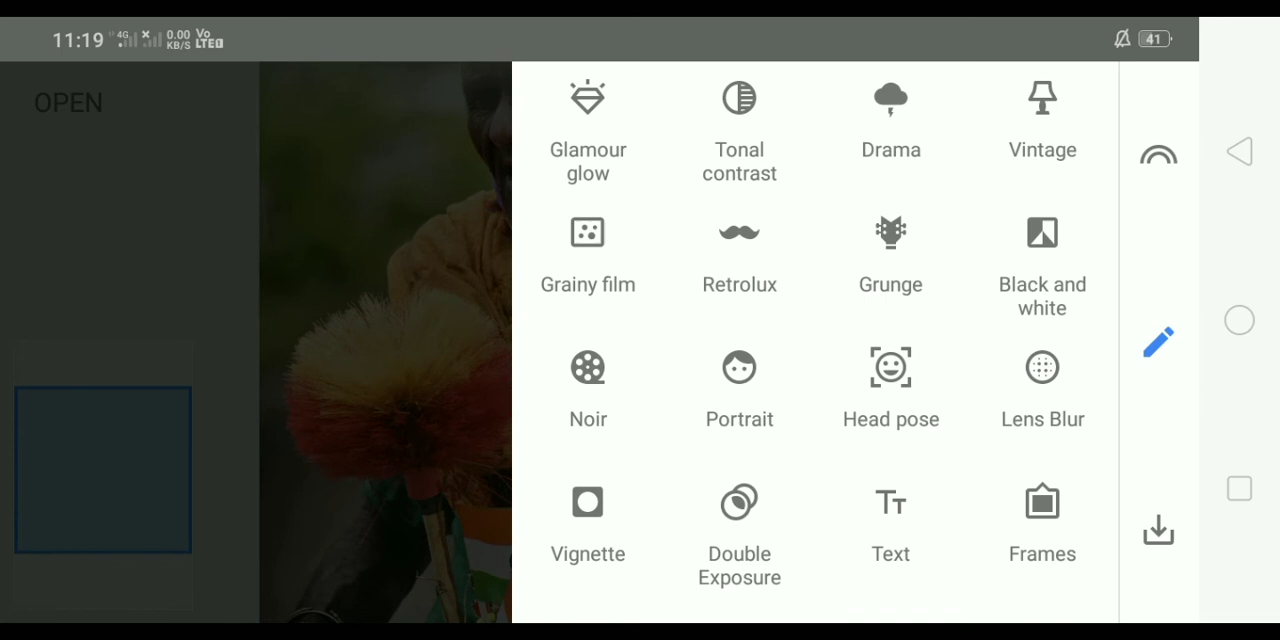 11:19 4G 0.00 KB/S Vo LTE 41
OPEN
Glamour glow
Tonal contrast
Drama
Vintage
Grainy film
Retrolux
Grunge
Black and white
Noir
Portrait
Head pose
Lens Blur
Vignette
Double Exposure
Text
Frames